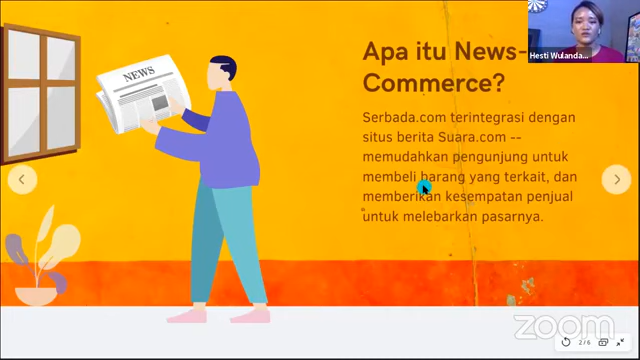 Apa itu News-
Commerce?
Hesti Wulanda...
NEWS
Serbada.com terintegrasi dengan
situs berita Suara.com --
memudahkan pengunjung untuk
membeli barang yang terkait, dan
memberikan kesempatan penjual
untuk melebarkan pasarnya.
zoom
2/6